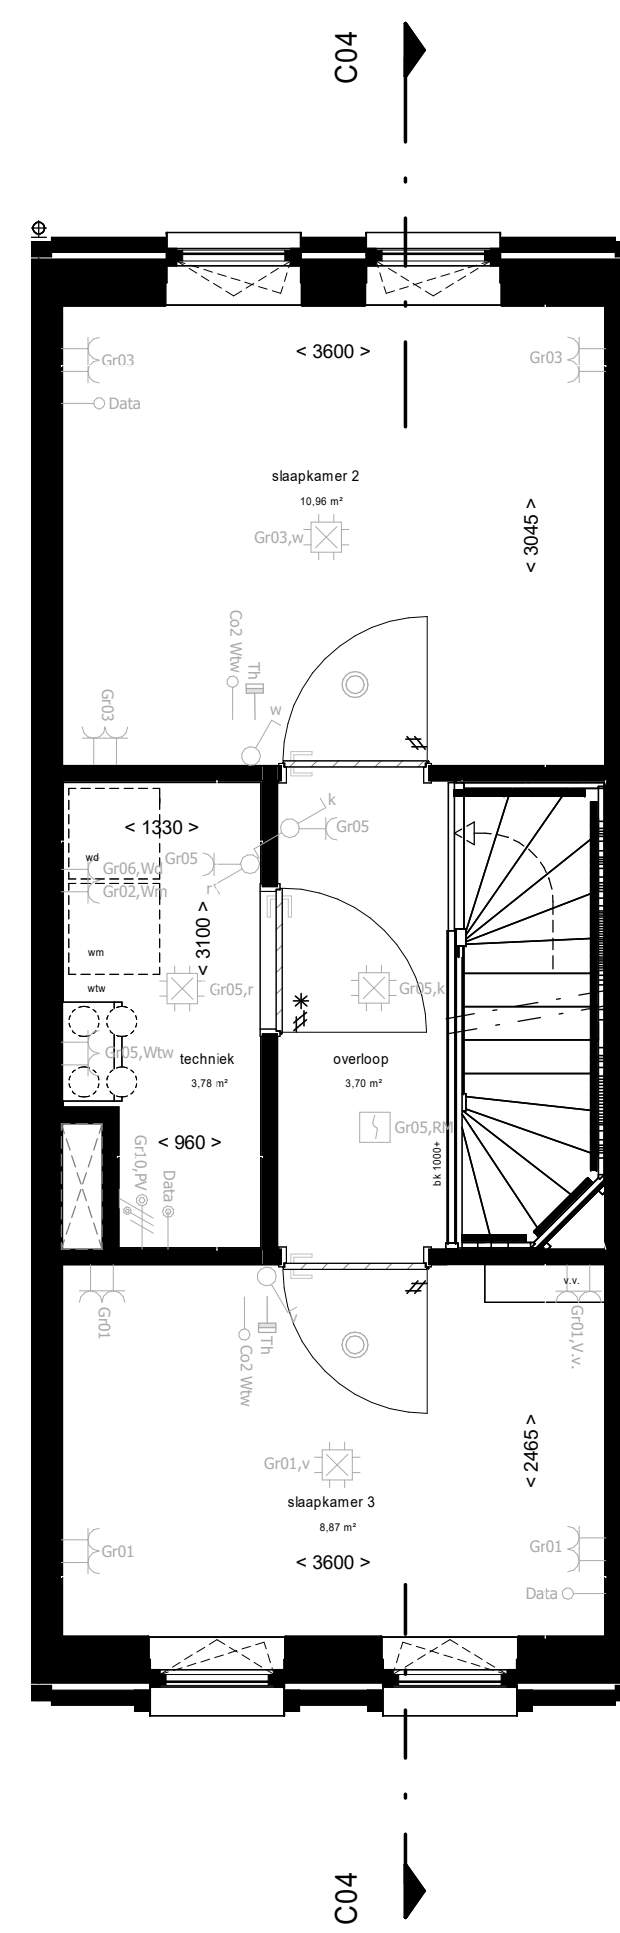 C04
< 3600 >
Gr03
Gr03
Data
slaapkamer 2
10,96 m²
Gr03,w
< 3045 >
Co2 Wtw
Th
Gr03
w
< 1330 >
k
Gr05
wd
Gr05
Gr06,Wd
r
Gr02,Wm
< 3100 >
wm
wtw
Gr05,r
Gr05,k
Gr05,Wtw
techniek
3,78 m²
overloop
3,70 m²
Gr05,RM
< 960 >
bk 1000+
Gr10,PV
Data
v.v.
Gr01
v
Th
Co2 Wtw
Gr01,V.v.
< 2465 >
Gr01,v
slaapkamer 3
8,87 m²
Gr01
Gr01
< 3600 >
Data
C04